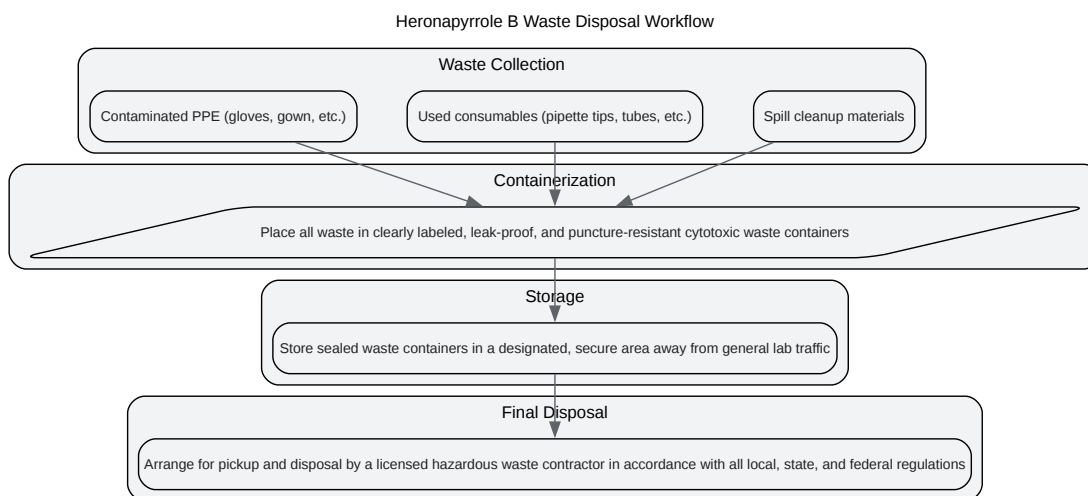 Heronapyrrole B Waste Disposal Workflow
Waste Collection
Contaminated PPE (gloves, gown, etc.)
Used consumables (pipette tips, tubes, etc.)
Spill cleanup materials
Containerization
Place all waste in clearly labeled, leak-proof, and puncture-resistant cytotoxic waste containers
Storage
Store sealed waste containers in a designated, secure area away from general lab traffic
Final Disposal
Arrange for pickup and disposal by a licensed hazardous waste contractor in accordance with all local, state, and federal regulations